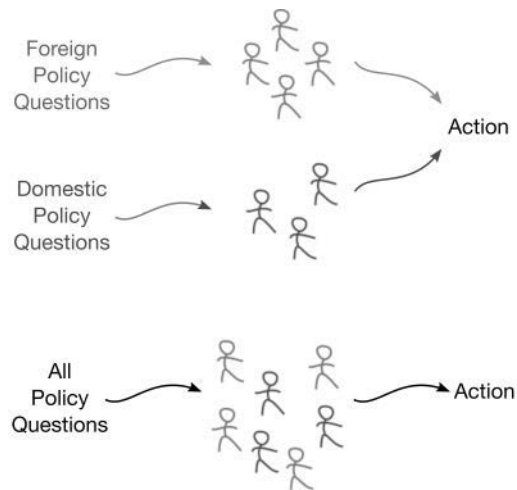 Foreign
Policy
Questions
Action
Domestic
Policy
Questions
All
Policy
Questions
Action